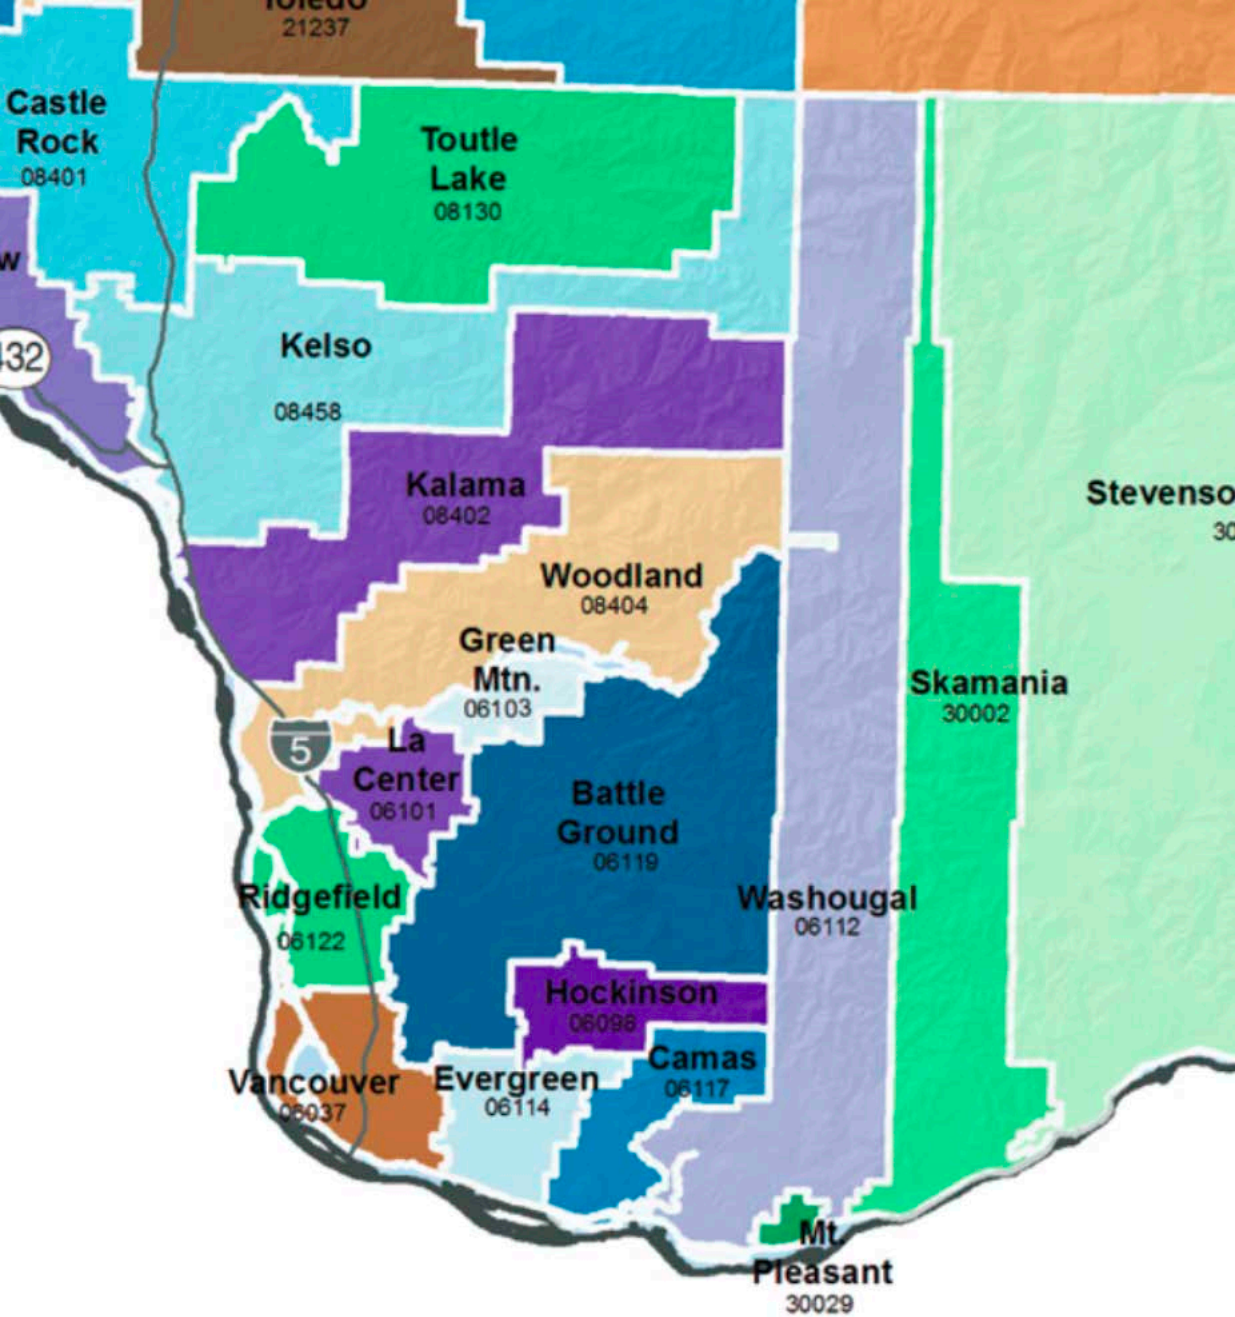 Toledo
21237
Castle
Rock
08401
Toutle
Lake
08130
w
432
Kelso
08458
Kalama
08402
Stevenso
30
Woodland
08404
Green
Mtn.
06103
Skamania
30002
5
La
Center
06101
Battle
Ground
06119
Ridgefield
06122
Washougal
06112
Hockinson
06098
Camas
06117
Vancouver
06037
Evergreen
06114
Mt.
Pleasant
30029